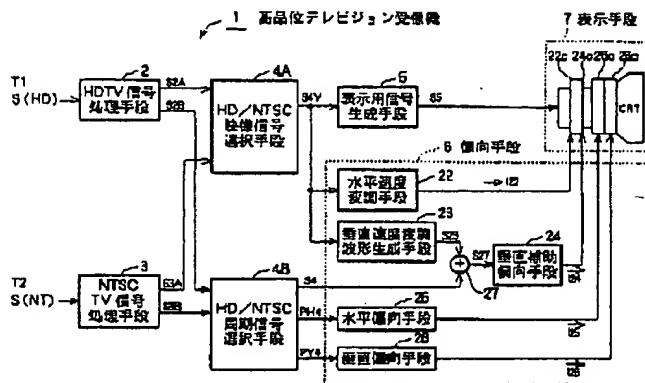 1 高品位テレビジョン受像機
7 表示手段
22c 24a 26a 28a
CRT
T1
S(HD)
2
HDTV信号
処理手段
S2A
S2B
4A
HD/NTSC
映像信号
選択手段
S4Y
5
表示用信号
生成手段
S5
6 偏向手段
水平速度
変調手段
22
23
垂直速度変調
波形生成手段
S23
S27
24
垂直補助
偏向手段
27
T2
S(NT)
3
NTSC
TV信号
処理手段
S3A
S3B
4B
HD/NTSC
同期信号
選択手段
S4
PH4
PV4
26
水平偏向手段
28
垂直偏向手段